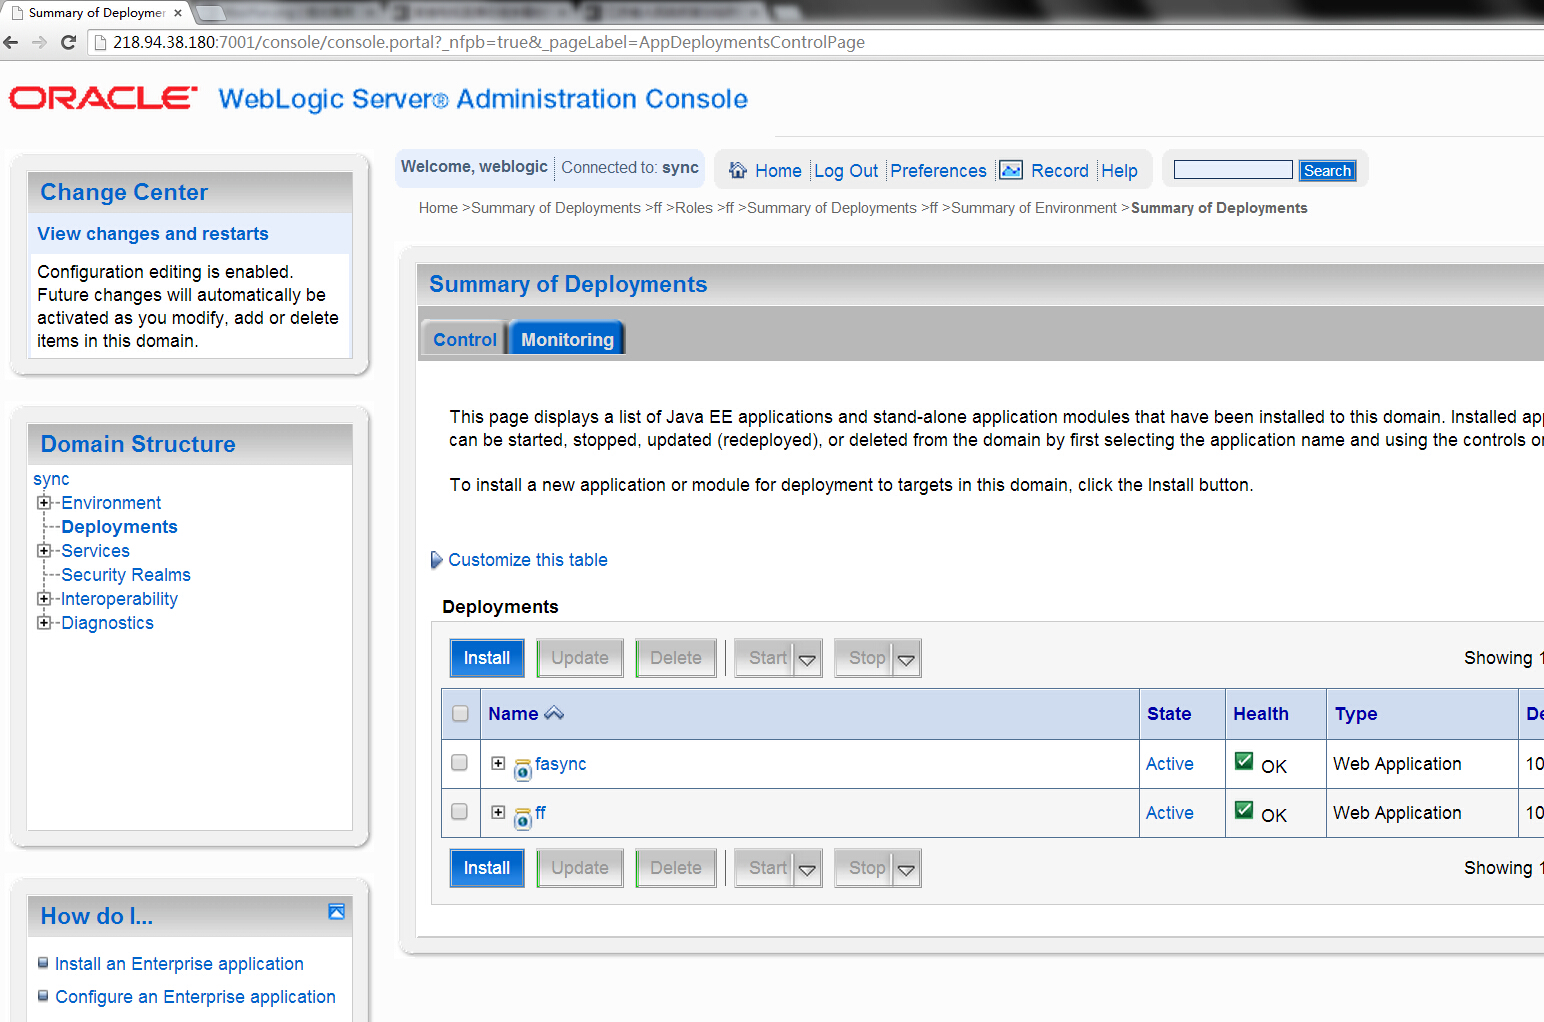 Summary of Deploymen
218.94.38.180:7001/console/console.portal?_nfpb=true&_pageLabel=AppDeploymentsControlPage
ORACLE WebLogic Server® Administration Console
Change Center
View changes and restarts
Configuration editing is enabled.
Future changes will automatically be
activated as you modify, add or delete
items in this domain.
Domain Structure
sync
Environment
Deployments
Services
Security Realms
Interoperability
Diagnostics
How do I...
Install an Enterprise application
Configure an Enterprise application
Welcome, weblogic Connected to: sync
Home Log Out Preferences Record Help
Search
Home >Summary of Deployments >ff >Roles >ff >Summary of Deployments >ff >Summary of Environment >Summary of Deployments
Summary of Deployments
Control Monitoring
This page displays a list of Java EE applications and stand-alone application modules that have been installed to this domain. Installed ap
can be started, stopped, updated (redeployed), or deleted from the domain by first selecting the application name and using the controls o
To install a new application or module for deployment to targets in this domain, click the Install button.
Customize this table
Deployments
Install Update Delete Start Stop Showing 1
Name State Health Type De
fasync Active OK Web Application 10
ff Active OK Web Application 10
Install Update Delete Start Stop Showing 1